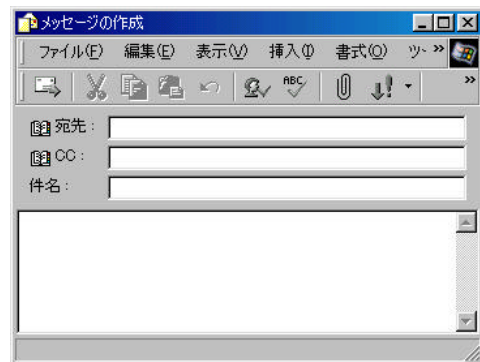 メッセージの作成
ファイル(F) 編集(E) 表示(V) 挿入(I) 書式(O) ツ- »
ABC »
宛先:
CC:
件名: